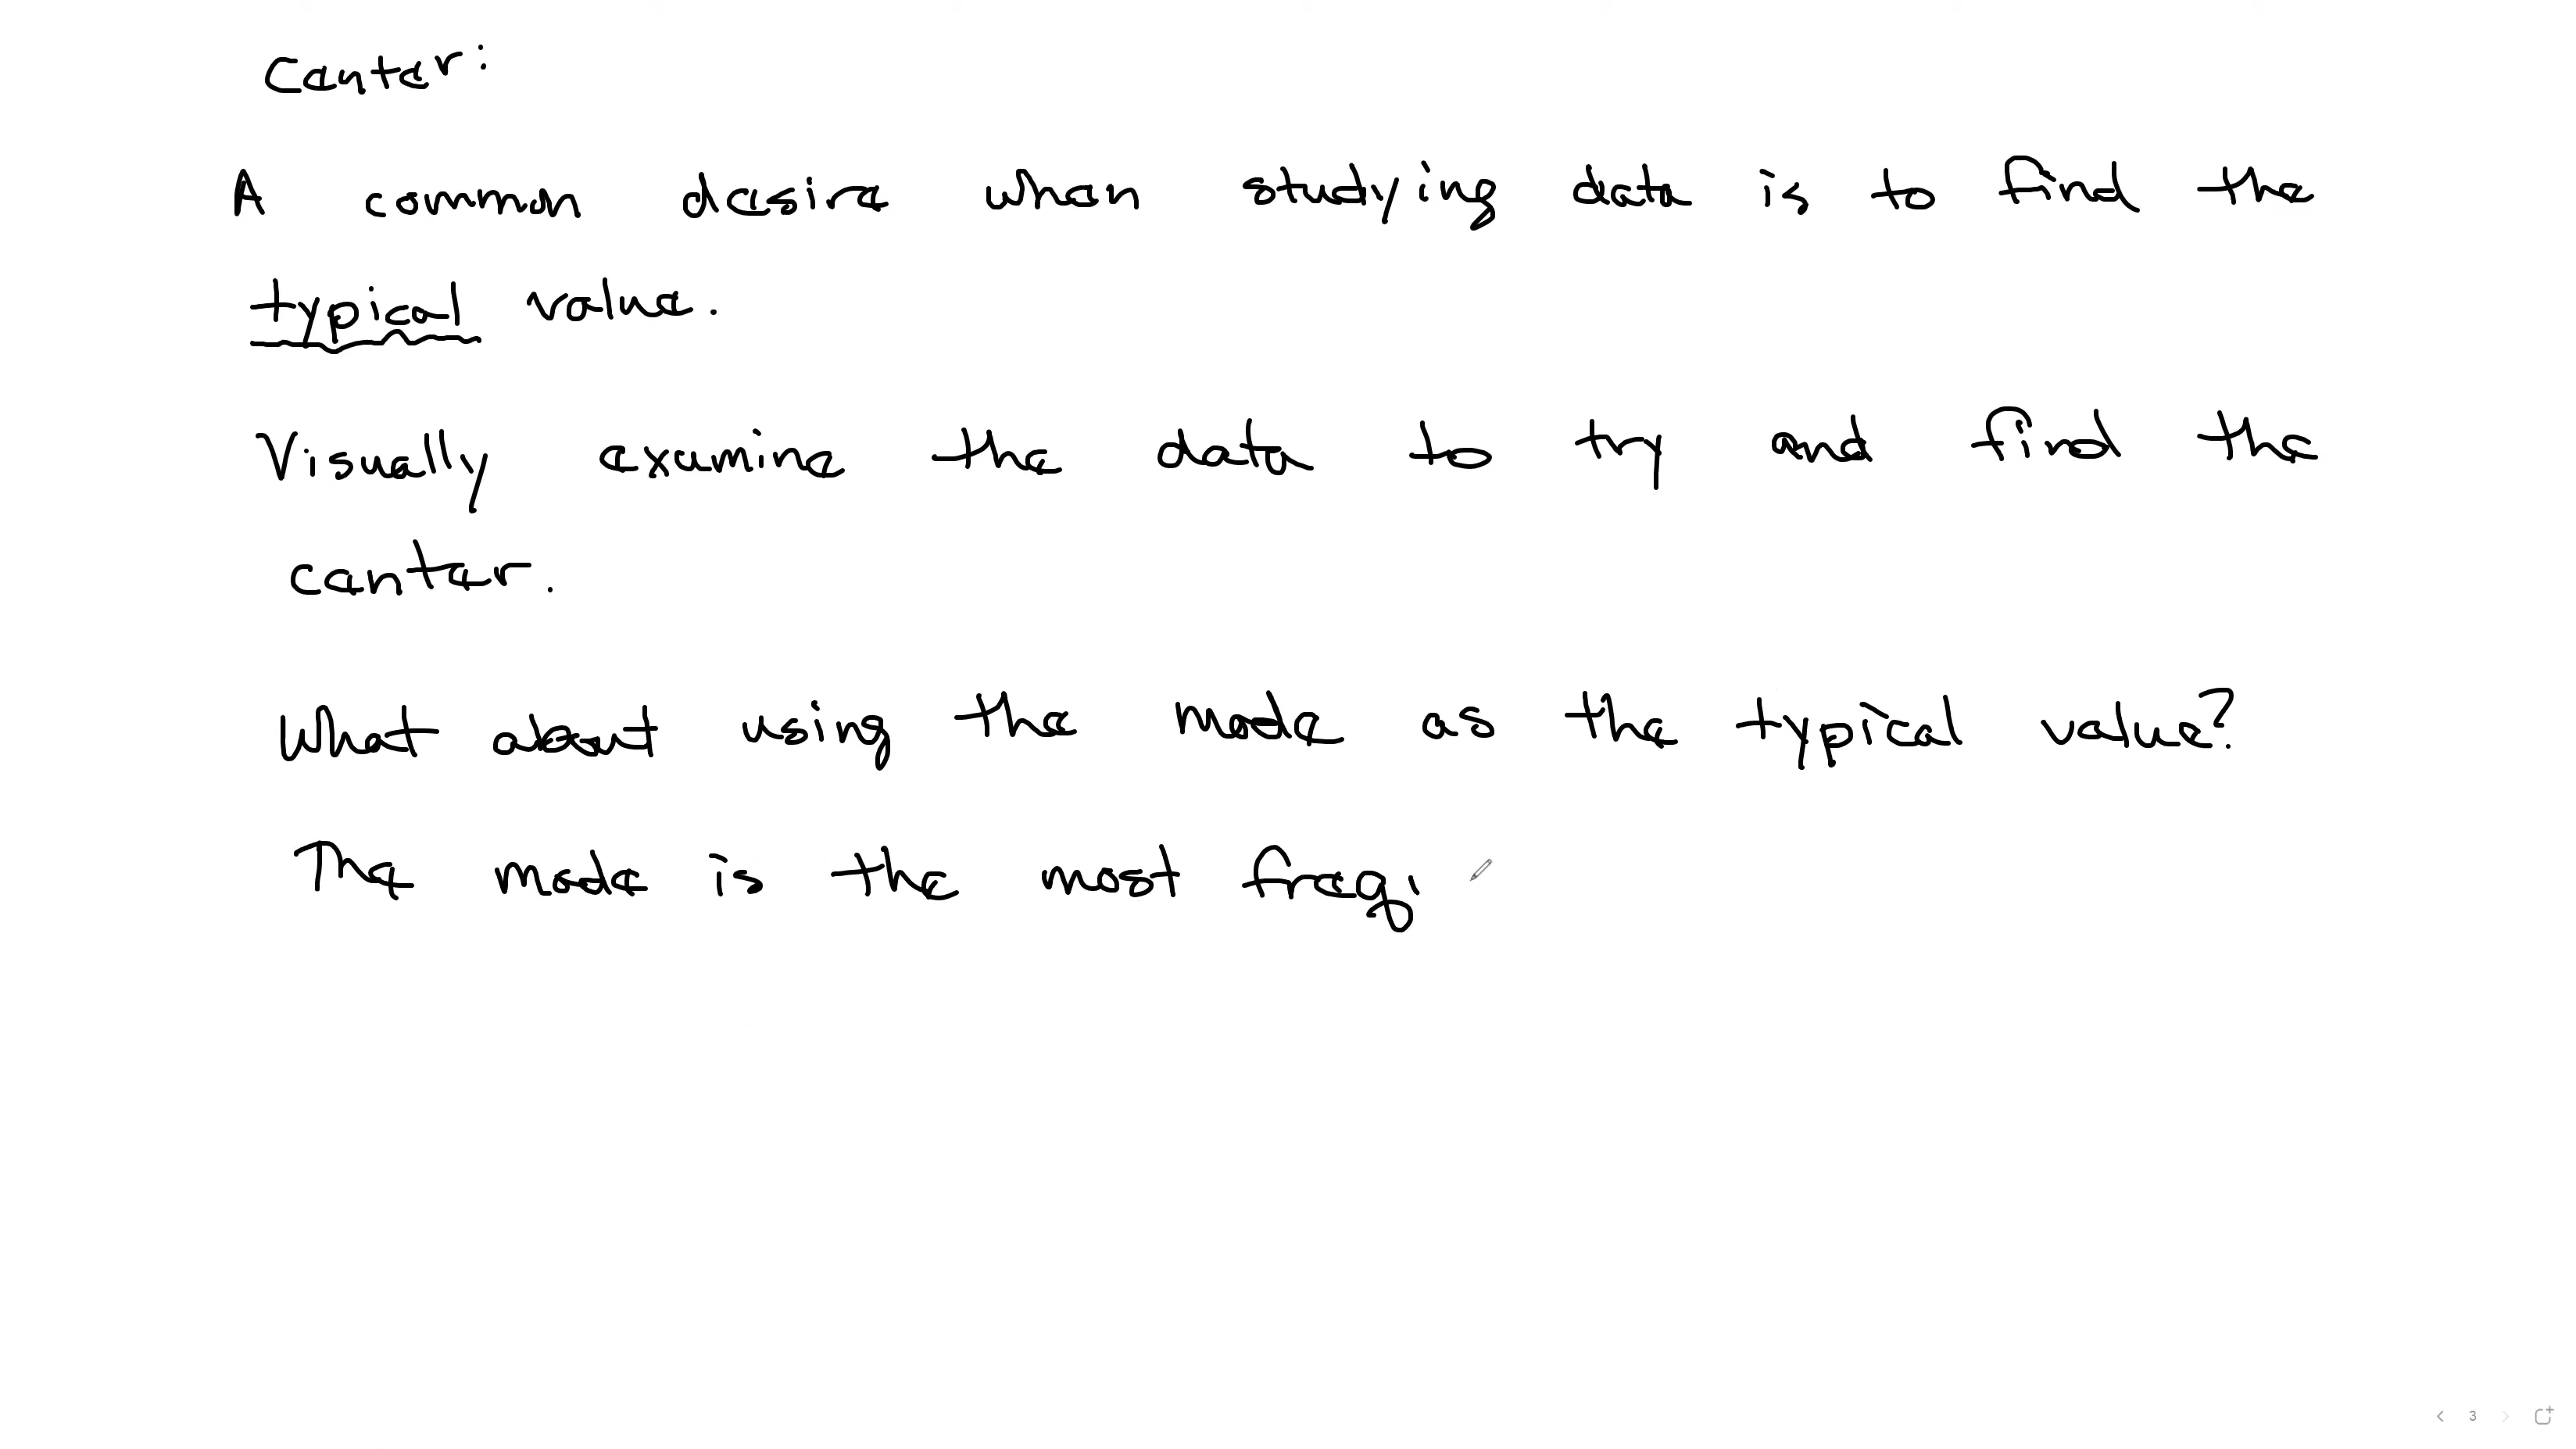 Center:
A common desire when studying data is to find the
typical value.
Visually examine the data to try and find the
center.
What about using the mode as the typical value?
The mode is the most freq
3